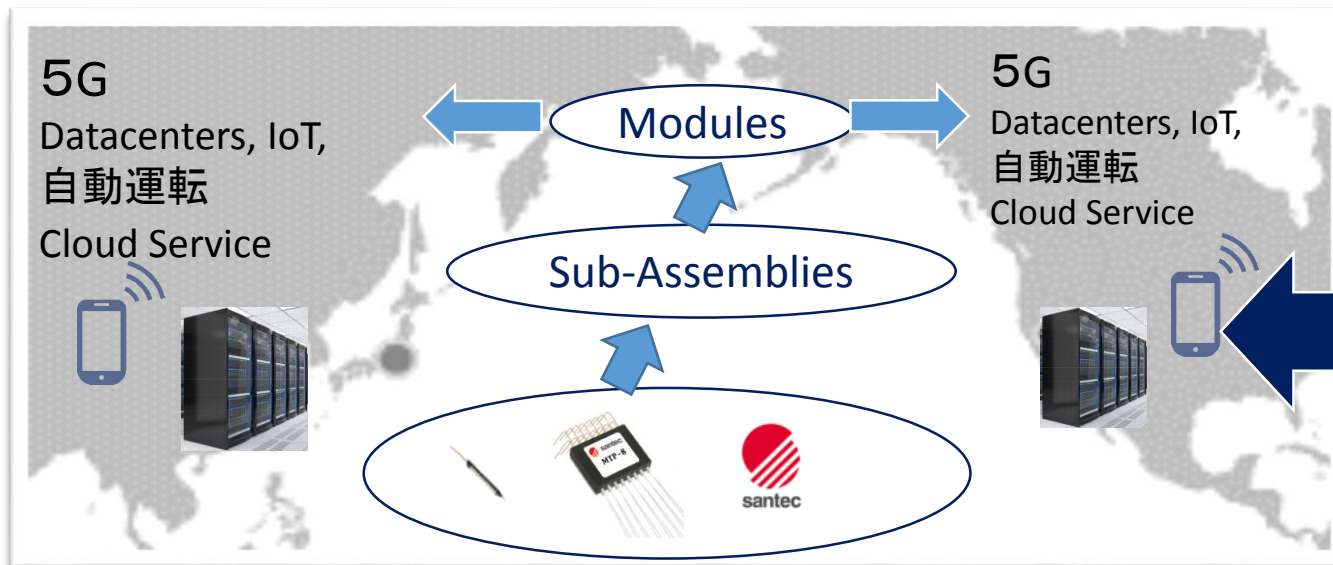 5G
Datacenters, IoT,
自動運転
Cloud Service
Modules
Sub-Assemblies
santec
MTP-8
santec
5G
Datacenters, IoT,
自動運転
Cloud Service